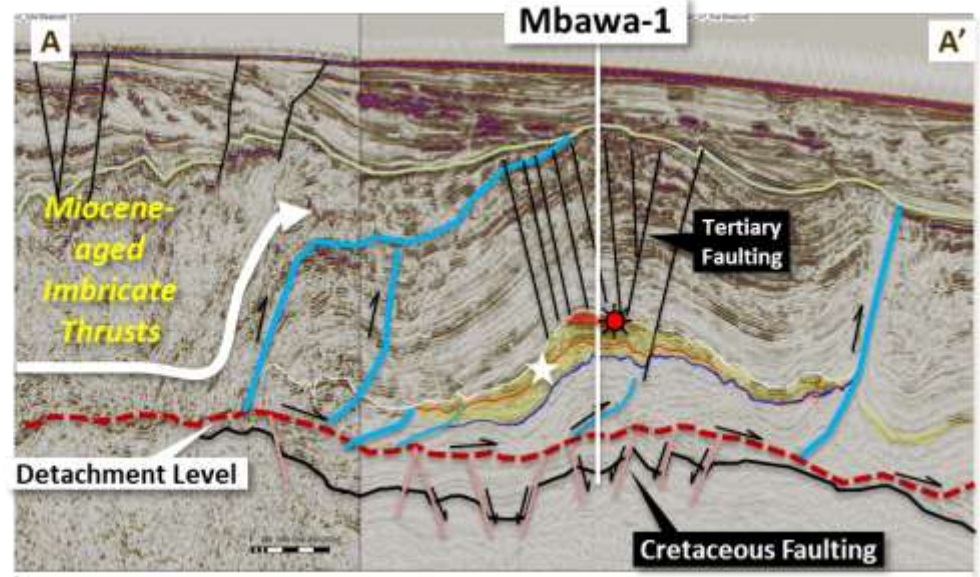 Mbawa-1
A
A'
Miocene-
aged
Imbricate
Thrusts
Tertiary
Faulting
Detachment Level
Cretaceous Faulting